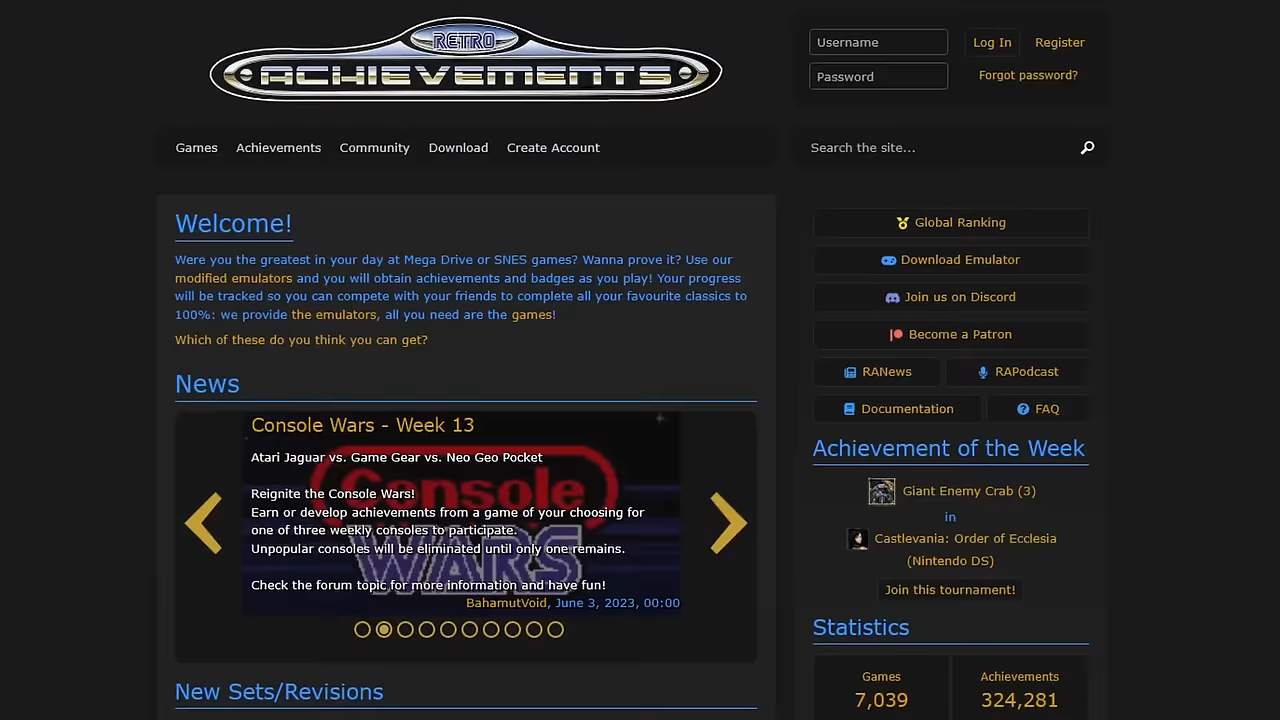 RETRO
ACHIEVEMENTS
Username
Log In
Register
Password
Forgot password?
Games
Achievements
Community
Download
Create Account
Search the site...
Welcome!
Were you the greatest in your day at Mega Drive or SNES games? Wanna prove it? Use our
modified emulators and you will obtain achievements and badges as you play! Your progress
will be tracked so you can compete with your friends to complete all your favourite classics to
100%: we provide the emulators, all you need are the games!
Which of these do you think you can get?
News
Console Wars - Week 13
Atari Jaguar vs. Game Gear vs. Neo Geo Pocket
Reignite the Console Wars!
Earn or develop achievements from a game of your choosing for
one of three weekly consoles to participate.
Unpopular consoles will be eliminated until only one remains.
Check the forum topic for more information and have fun!
BahamutVoid, June 3, 2023, 00:00
Console
WARS
New Sets/Revisions
Global Ranking
Download Emulator
Join us on Discord
Become a Patron
RANews
RAPodcast
Documentation
FAQ
Achievement of the Week
Giant Enemy Crab (3)
in
Castlevania: Order of Ecclesia
(Nintendo DS)
Join this tournament!
Statistics
Games
7,039
Achievements
324,281